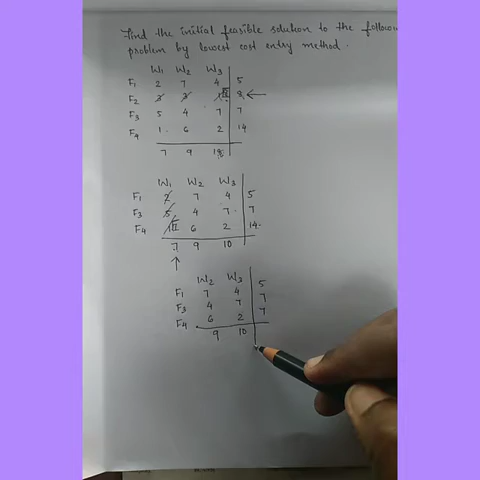 Find the initial feasible solution to the following
problem by lowest cost entry method.
W1 W2 W3
F1 2 7 4 5
F2 3 3 1 8
F3 5 4 7 7
F4 1 6 2 14
7 9 18
W1 W2 W3
F1 2 7 4 5
F3 5 4 7 7
F4 1 6 2 14
7 9 10
W2 W3
F1 7 4 5
F3 4 7 7
F4 6 2 7
9 10